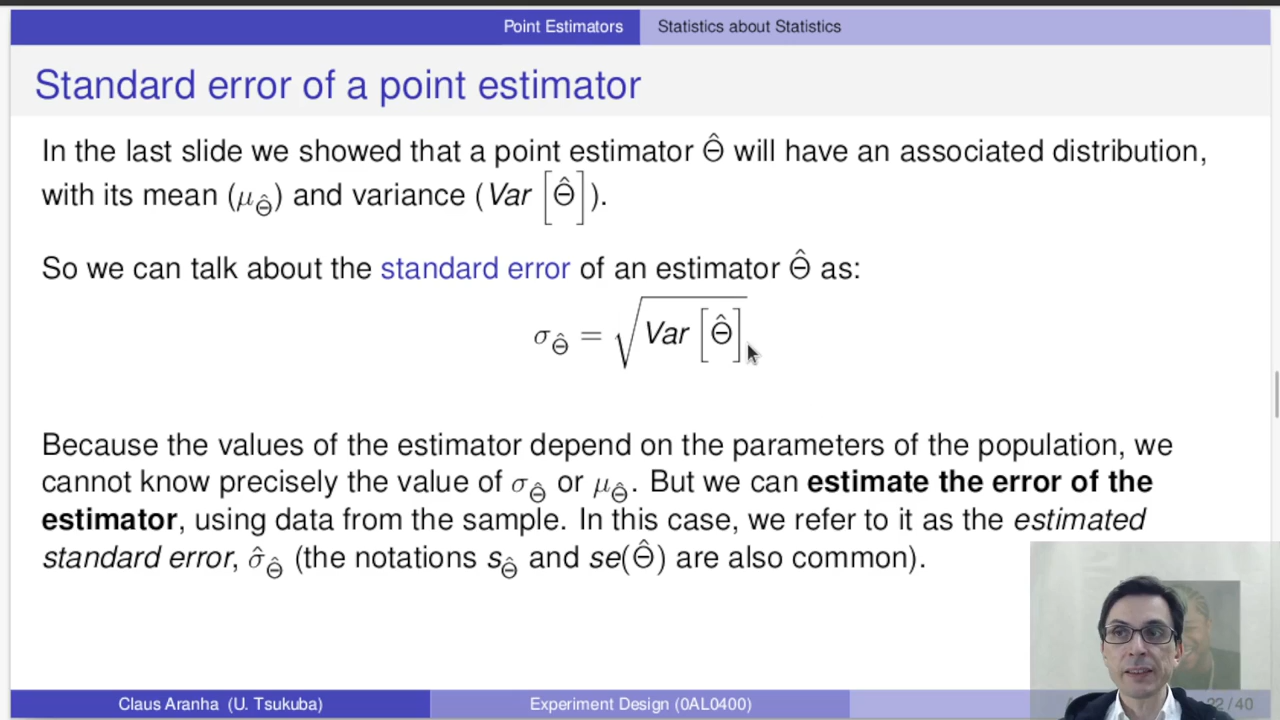 Point Estimators Statistics about Statistics
Standard error of a point estimator
In the last slide we showed that a point estimator Θ̂ will have an associated distribution,
with its mean (μ_Θ̂) and variance (Var [Θ̂]).
So we can talk about the standard error of an estimator Θ̂ as:
σ_Θ̂ = √Var [Θ̂]
Because the values of the estimator depend on the parameters of the population, we
cannot know precisely the value of σ_Θ̂ or μ_Θ̂. But we can estimate the error of the
estimator, using data from the sample. In this case, we refer to it as the estimated
standard error, σ̂_Θ̂ (the notations s_Θ̂ and se(Θ̂) are also common).
Claus Aranha (U. Tsukuba) Experiment Design (0AL0400) 22 / 40